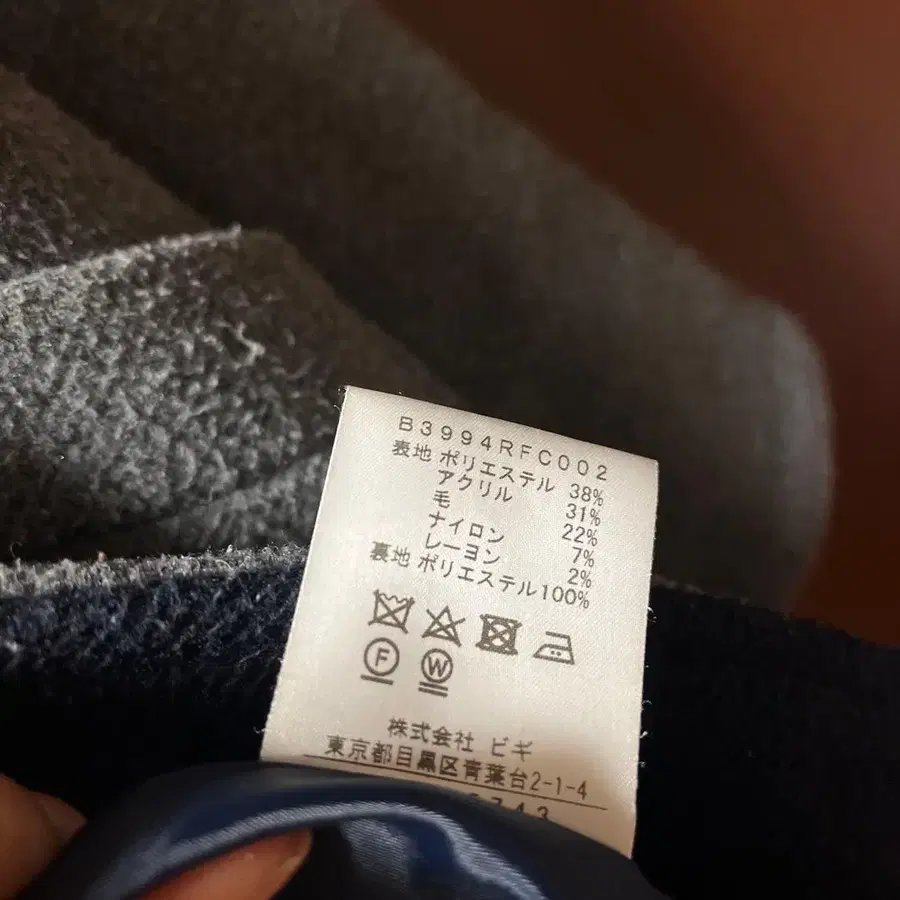 B3994RFC002
表地 ポリエステル 38%
アクリル 31%
毛 22%
ナイロン 7%
レーヨン 2%
裏地 ポリエステル100%
F W
株式会社 ビギ
東京都目黒区青葉台2-1-4